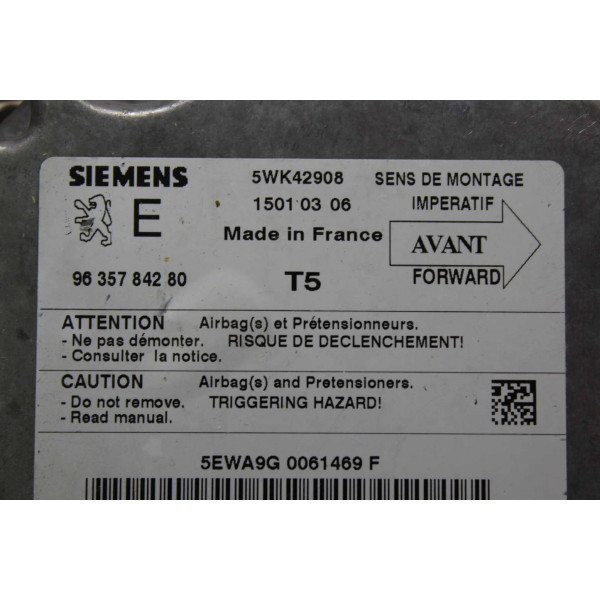 SIEMENS 5WK42908 SENS DE MONTAGE
E 1501 03 06 IMPERATIF
Made in France AVANT
96 357 842 80 T5 FORWARD
ATTENTION Airbag(s) et Prétensionneurs.
- Ne pas démonter. RISQUE DE DECLENCHEMENT!
- Consulter la notice.
CAUTION Airbag(s) and Pretensioners.
- Do not remove. TRIGGERING HAZARD!
- Read manual.
5EWA9G 0061469 F